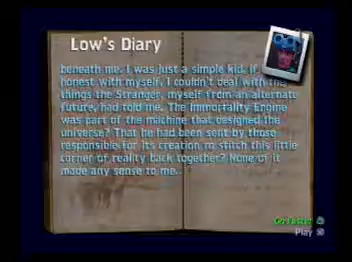 Low's Diary
beneath me. I was just a simple kid. If I'm
honest with myself, I couldn't deal with the
things the Stranger, myself from an alternate
future, had told me. The Immortality Engine
was part of the machine that designed the
universe? That he had been sent by those
responsible for its creation to stitch this little
corner of reality back together? None of it
made any sense to me.
Go Faster
Play